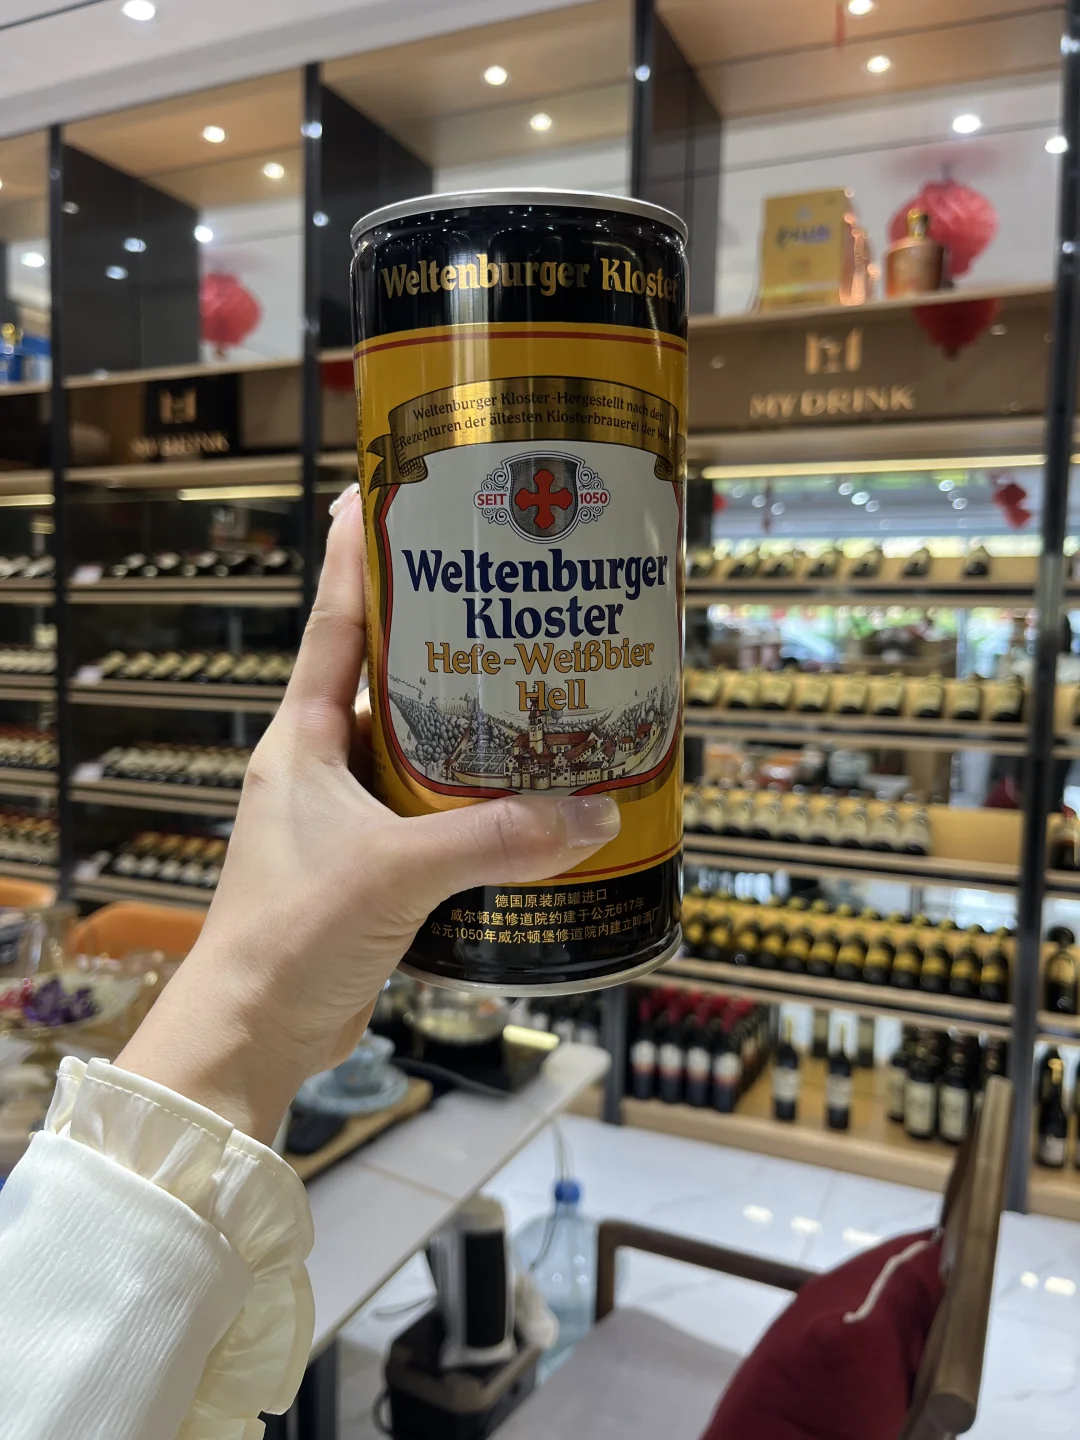 Weltenburger Kloster
Weltenburger Kloster-Hergestellt nach den
Rezepturen der ältesten Klosterbrauerei der
SEIT 1050
Weltenburger
Kloster
Hefe-Weißbier
Hell
德国原装原罐进口
威尔顿堡修道院约建于公元617年
公元1050年威尔顿堡修道院内建立啤酒厂
MY DRINK
MY DRINK